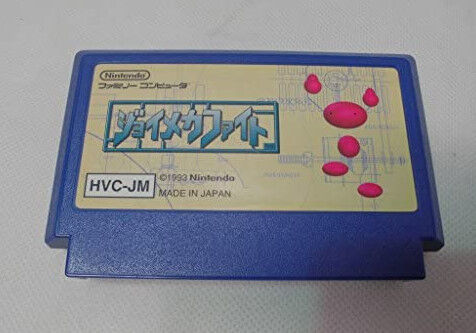 Nintendo
ファミリー コンピュータ
ジョイメカファイト
HVC-JM
©1993 Nintendo
MADE IN JAPAN